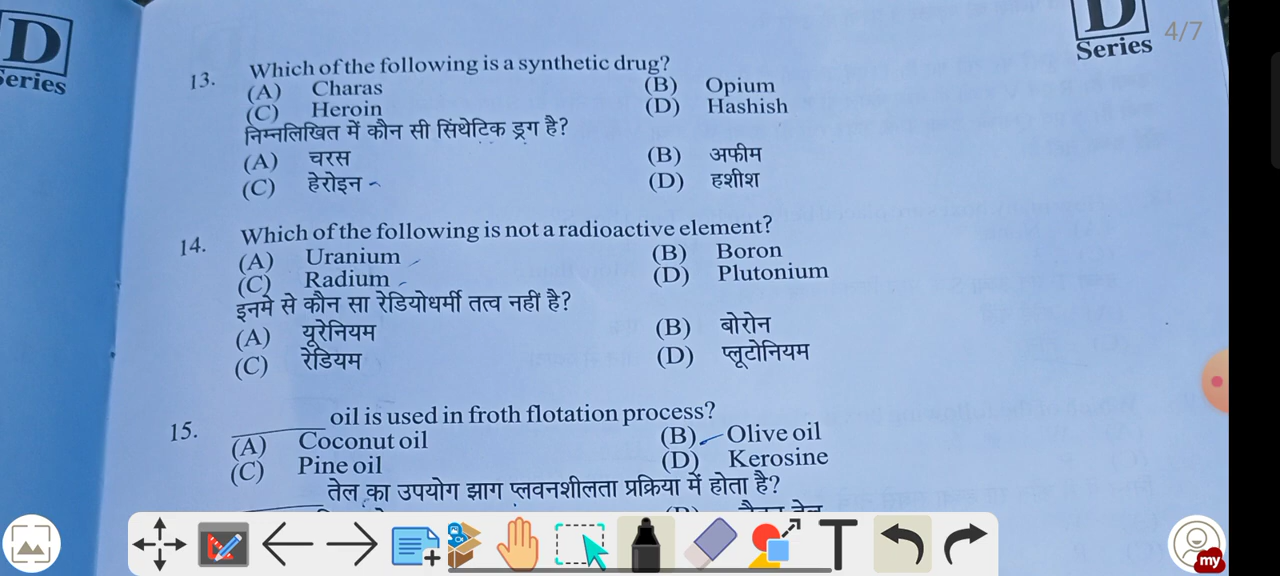 D
Series
D
Series
4/7
13. Which of the following is a synthetic drug?
(A) Charas (B) Opium
(C) Heroin (D) Hashish
निम्नलिखित में कौन सी सिंथेटिक ड्रग है?
(A) चरस (B) अफीम
(C) हेरोइन (D) हशीश
14. Which of the following is not a radioactive element?
(A) Uranium (B) Boron
(C) Radium (D) Plutonium
इनमे से कौन सा रेडियोधर्मी तत्व नहीं है?
(A) यूरेनियम (B) बोरोन
(C) रेडियम (D) प्लूटोनियम
15. ________ oil is used in froth flotation process?
(A) Coconut oil (B) Olive oil
(C) Pine oil (D) Kerosine
________ तेल का उपयोग झाग प्लवनशीलता प्रक्रिया में होता है?
T
my